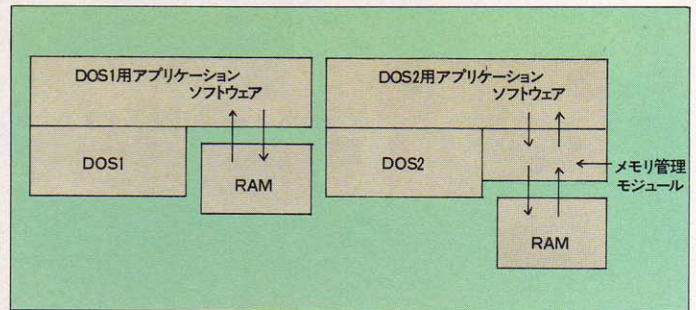 DOS1用アプリケーション
ソフトウェア
DOS1
RAM
DOS2用アプリケーション
ソフトウェア
DOS2
メモリ管理
モジュール
RAM